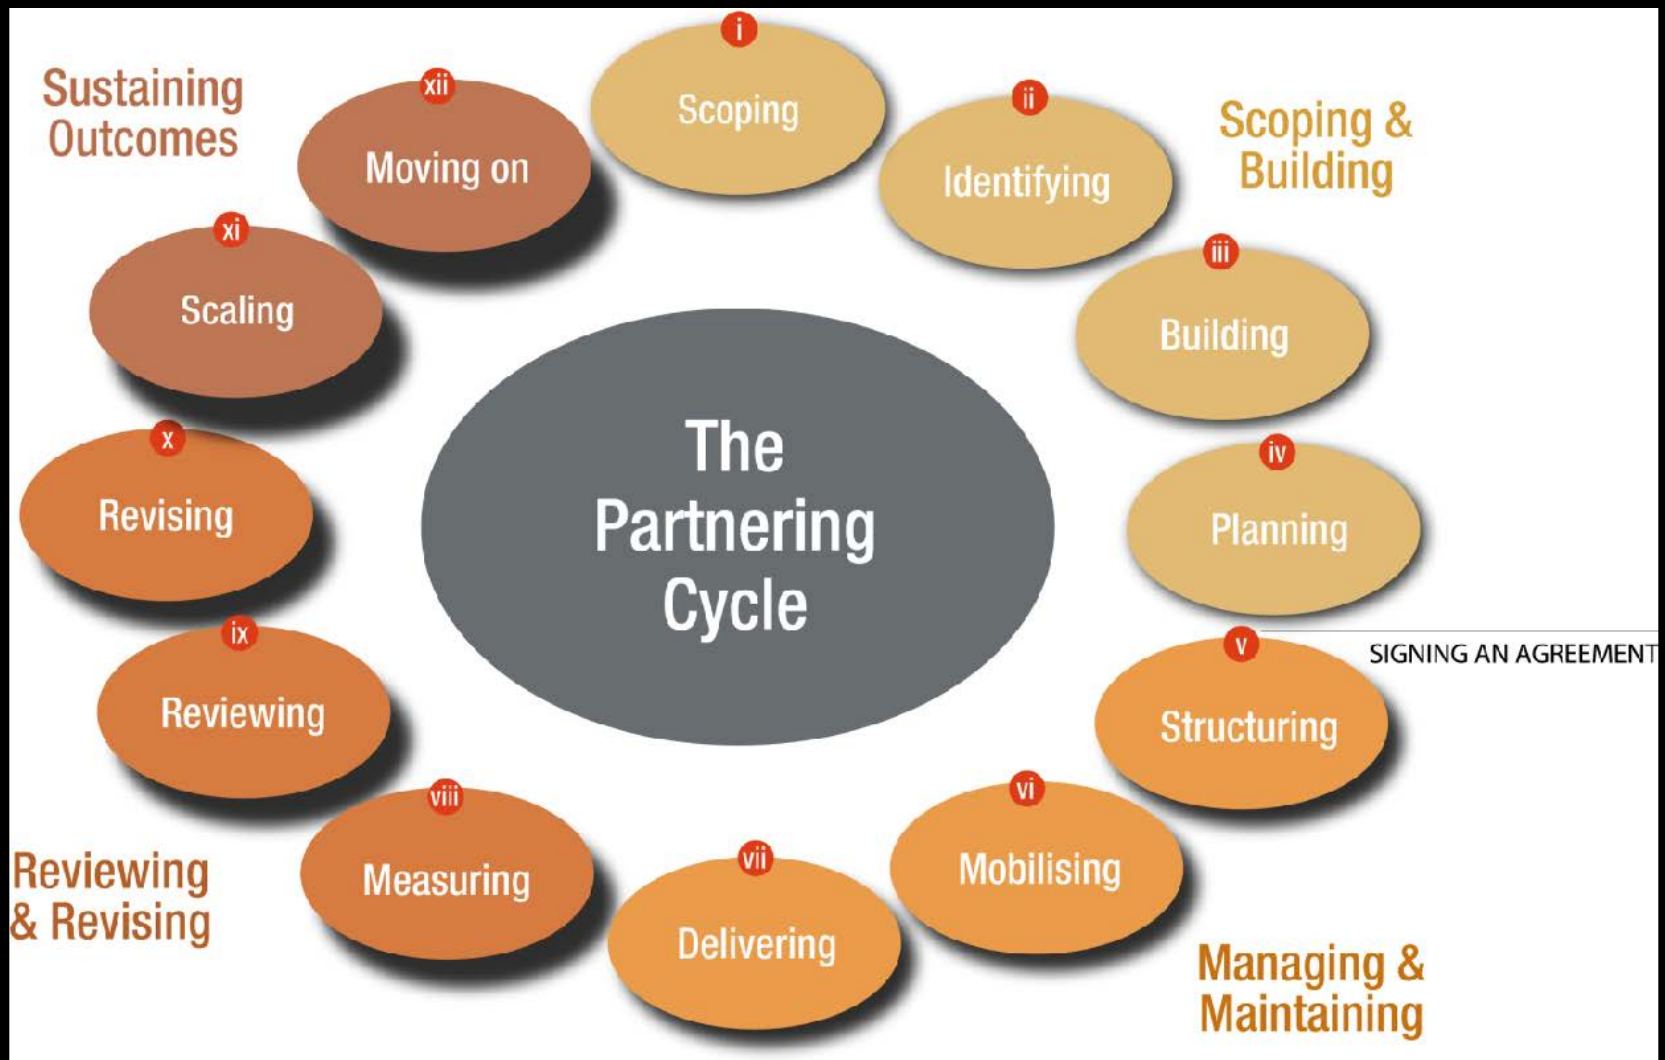 Sustaining
Outcomes
Scoping &
Building
i
Scoping
ii
Identifying
iii
Building
iv
Planning
SIGNING AN AGREEMENT
v
Structuring
vi
Mobilising
vii
Delivering
viii
Measuring
ix
Reviewing
x
Revising
xi
Scaling
xii
Moving on
The
Partnering
Cycle
Reviewing
& Revising
Managing &
Maintaining